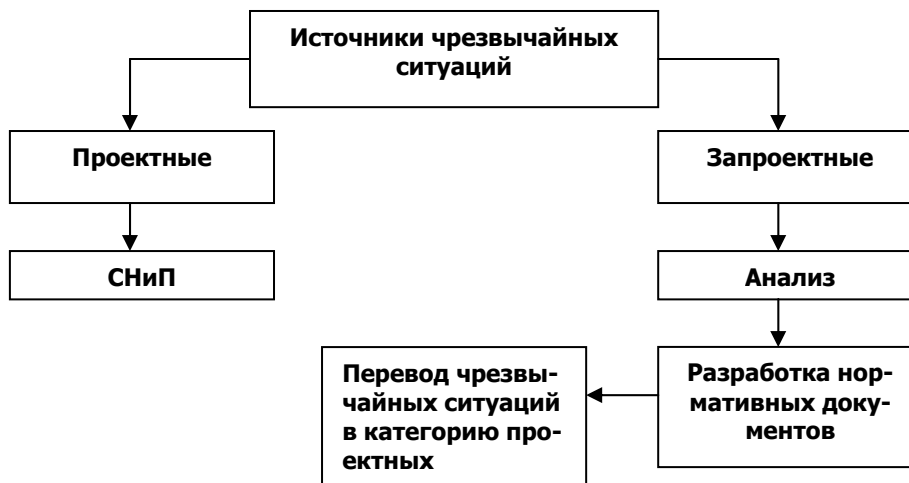 Источники чрезвычайных
ситуаций
Проектные
Запроектные
СНиП
Анализ
Перевод чрезвы-
чайных ситуаций
в категорию про-
ектных
Разработка нор-
мативных доку-
ментов